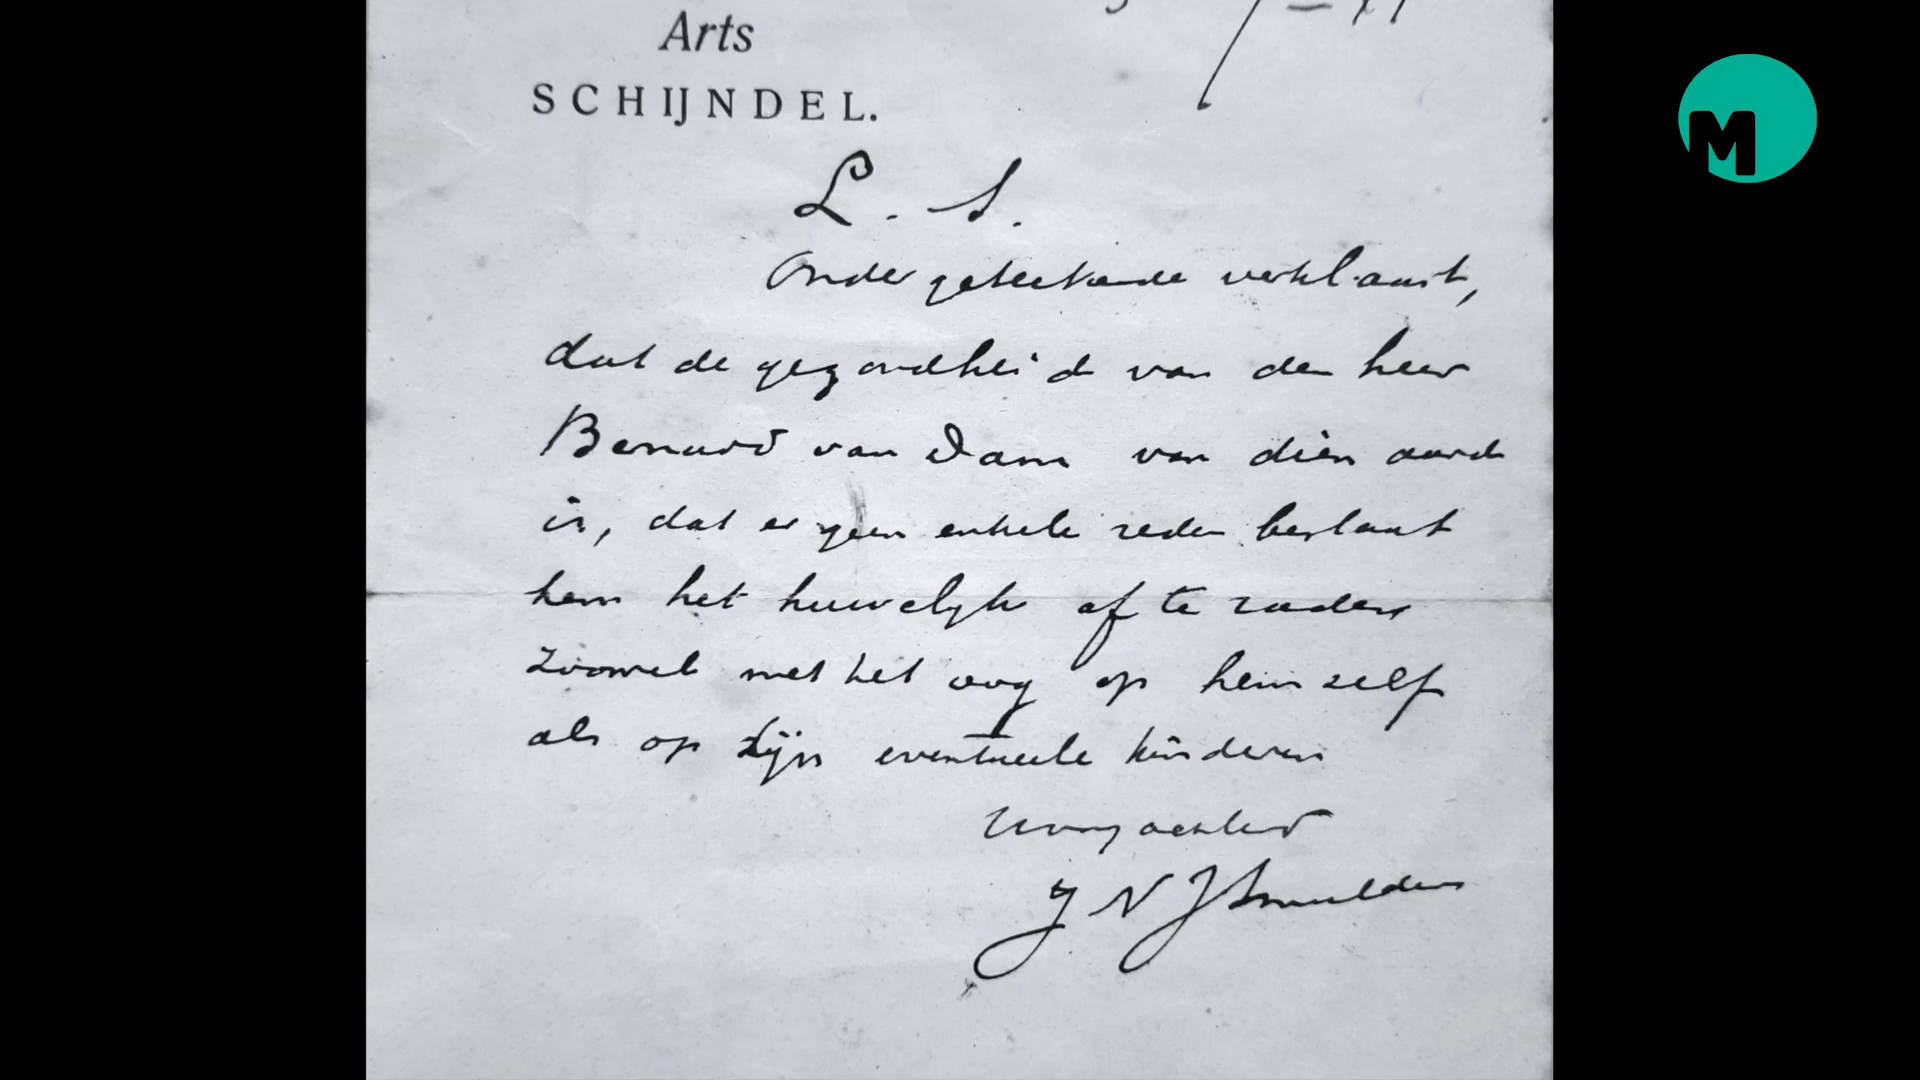 Arts
SCHIJNDEL.
L. S.
Ondergeteekende verklaart,
dat de gezondheid van den heer
Bernard van Dam van dien aard
is, dat er geen enkele reden bestaat
hem het huwelijk af te raden
zoowel met het oog op hem zelf
als op zijn eventueele kinderen
Hoogachtend
J N J Smulders
M